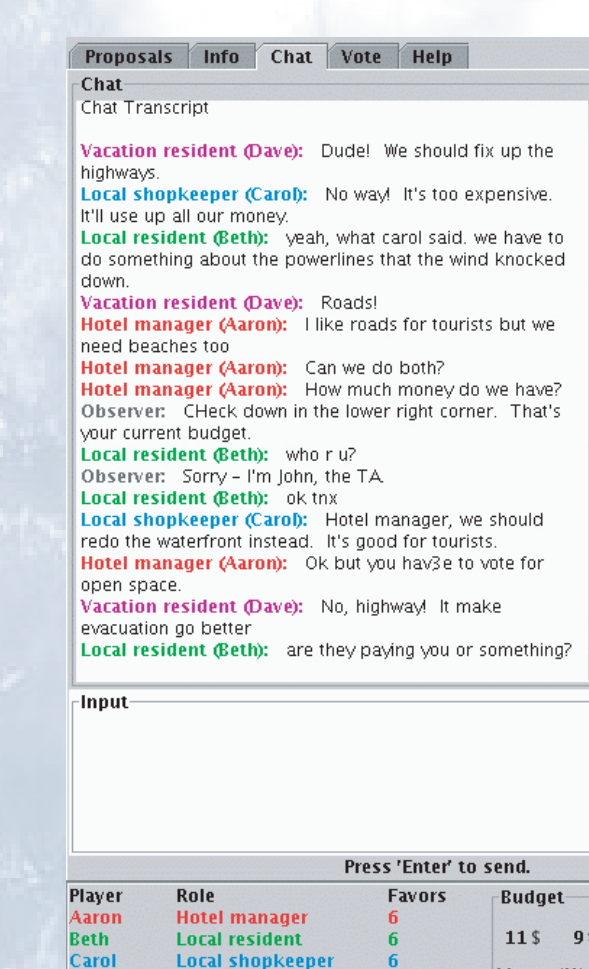 Proposals Info Chat Vote Help
Chat
Chat Transcript
Vacation resident (Dave): Dude! We should fix up the
highways.
Local shopkeeper (Carol): No way! It's too expensive.
It'll use up all our money.
Local resident (Beth): yeah, what carol said. we have to
do something about the powerlines that the wind knocked
down.
Vacation resident (Dave): Roads!
Hotel manager (Aaron): I like roads for tourists but we
need beaches too
Hotel manager (Aaron): Can we do both?
Hotel manager (Aaron): How much money do we have?
Observer: CHeck down in the lower right corner. That's
your current budget.
Local resident (Beth): who r u?
Observer: Sorry – I'm John, the TA.
Local resident (Beth): ok tnx
Local shopkeeper (Carol): Hotel manager, we should
redo the waterfront instead. It's good for tourists.
Hotel manager (Aaron): Ok but you hav3e to vote for
open space.
Vacation resident (Dave): No, highway! It make
evacuation go better
Local resident (Beth): are they paying you or something?
Input
Press 'Enter' to send.
Player Role Favors Budget
Aaron Hotel manager 6
Beth Local resident 6 11 $ 9
Carol Local shopkeeper 6